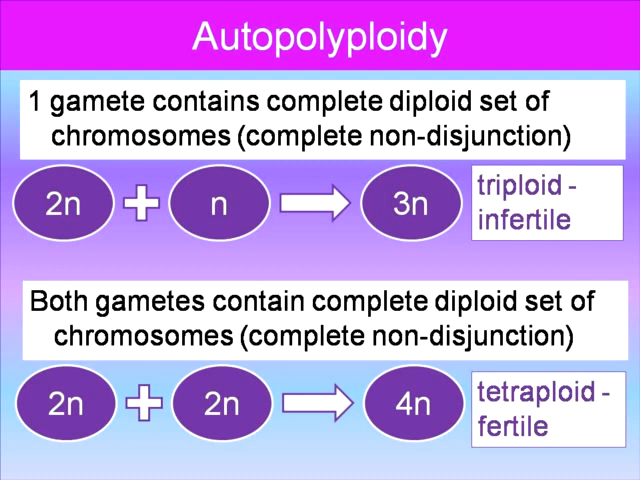 Autopolyploidy
1 gamete contains complete diploid set of
chromosomes (complete non-disjunction)
2n + n 3n
triploid -
infertile
Both gametes contain complete diploid set of
chromosomes (complete non-disjunction)
2n + 2n 4n
tetraploid -
fertile